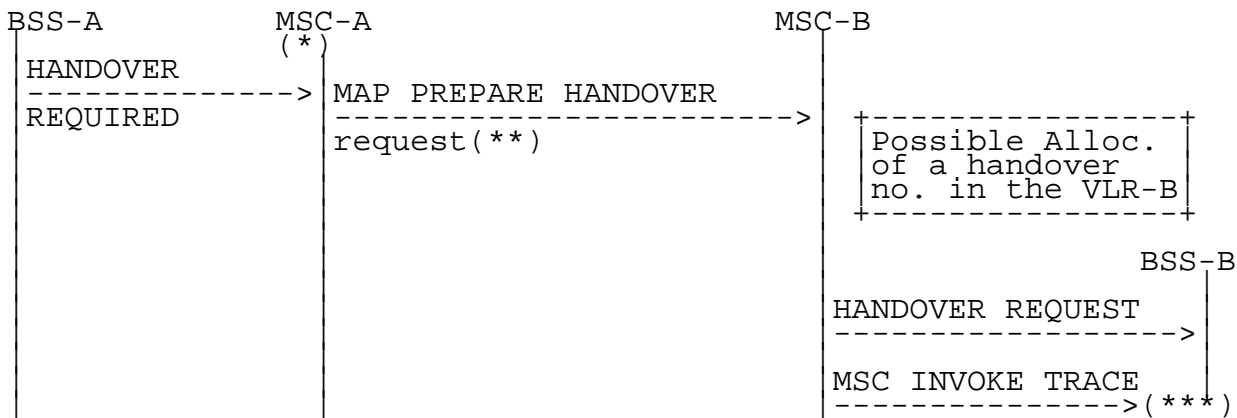 BSS-A MSC-A MSC-B
(*)
HANDOVER
REQUIRED
MAP PREPARE HANDOVER
request(**)
Possible Alloc.
of a handover
no. in the VLR-B
BSS-B
HANDOVER REQUEST
MSC INVOKE TRACE
(***)